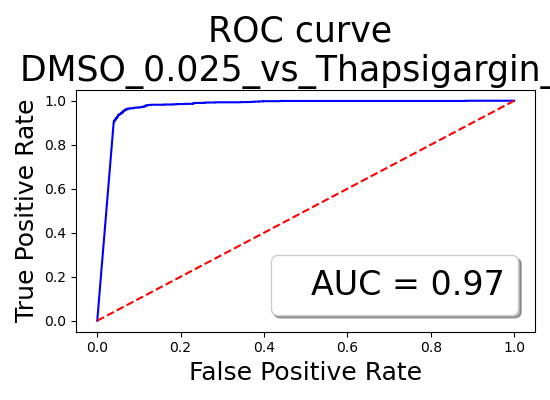 ROC curve
DMSO_0.025_vs_Thapsigargin_
True Positive Rate
1.0
0.8
0.6
0.4
0.2
0.0
AUC = 0.97
0.0 0.2 0.4 0.6 0.8 1.0
False Positive Rate